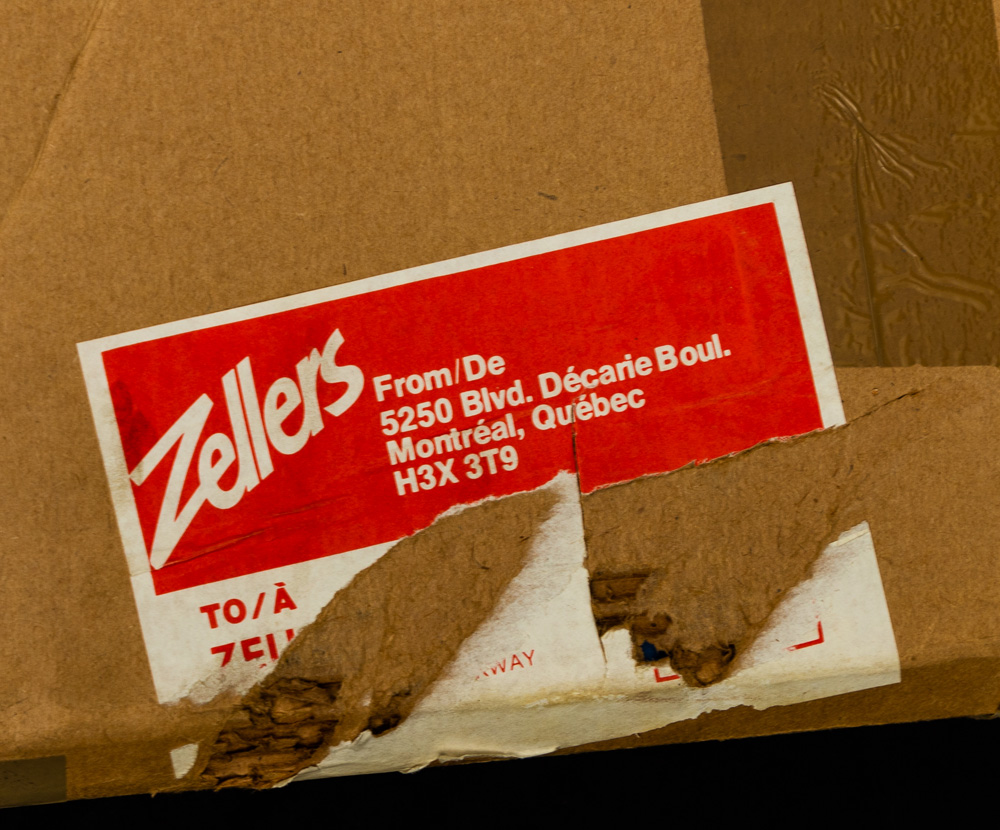 Zellers
From/De
5250 Blvd. Décarie Boul.
Montréal, Québec
H3X 3T9
TO/À